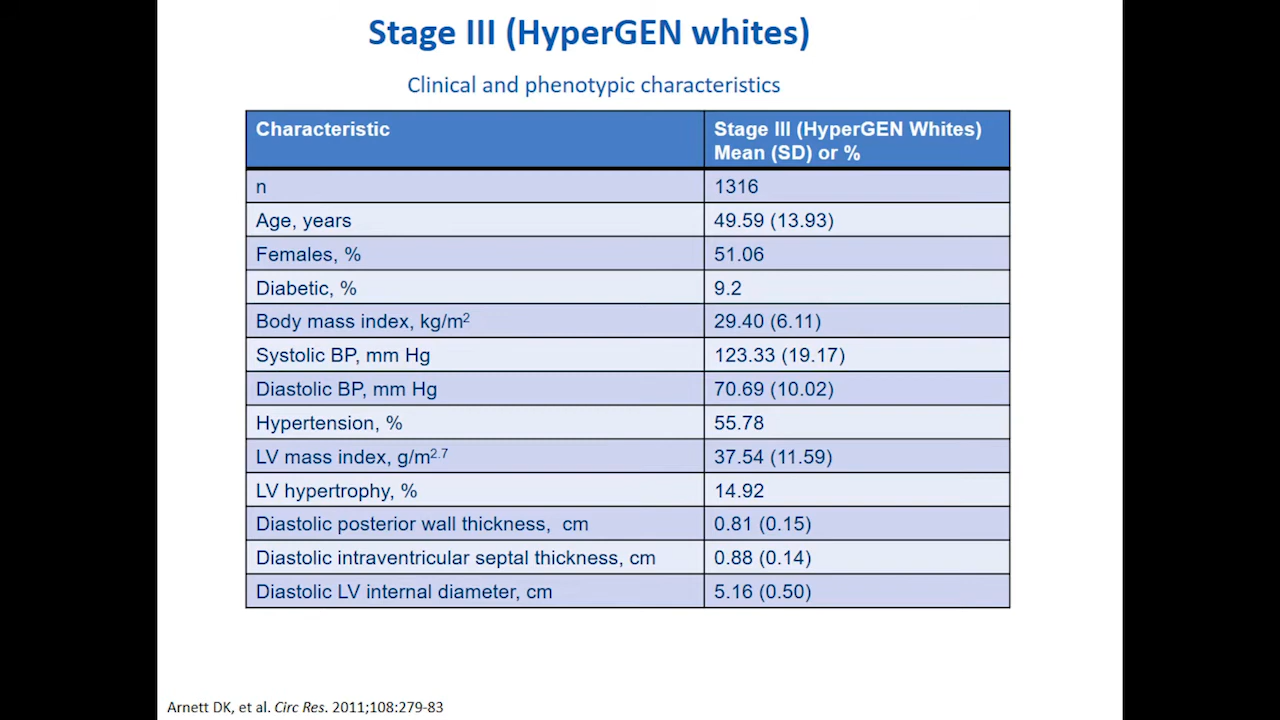 Stage III (HyperGEN whites)
Clinical and phenotypic characteristics
Characteristic
Stage III (HyperGEN Whites)
Mean (SD) or %
n 1316
Age, years 49.59 (13.93)
Females, % 51.06
Diabetic, % 9.2
Body mass index, kg/m² 29.40 (6.11)
Systolic BP, mm Hg 123.33 (19.17)
Diastolic BP, mm Hg 70.69 (10.02)
Hypertension, % 55.78
LV mass index, g/m²·⁷ 37.54 (11.59)
LV hypertrophy, % 14.92
Diastolic posterior wall thickness, cm 0.81 (0.15)
Diastolic intraventricular septal thickness, cm 0.88 (0.14)
Diastolic LV internal diameter, cm 5.16 (0.50)
Arnett DK, et al. Circ Res. 2011;108:279-83